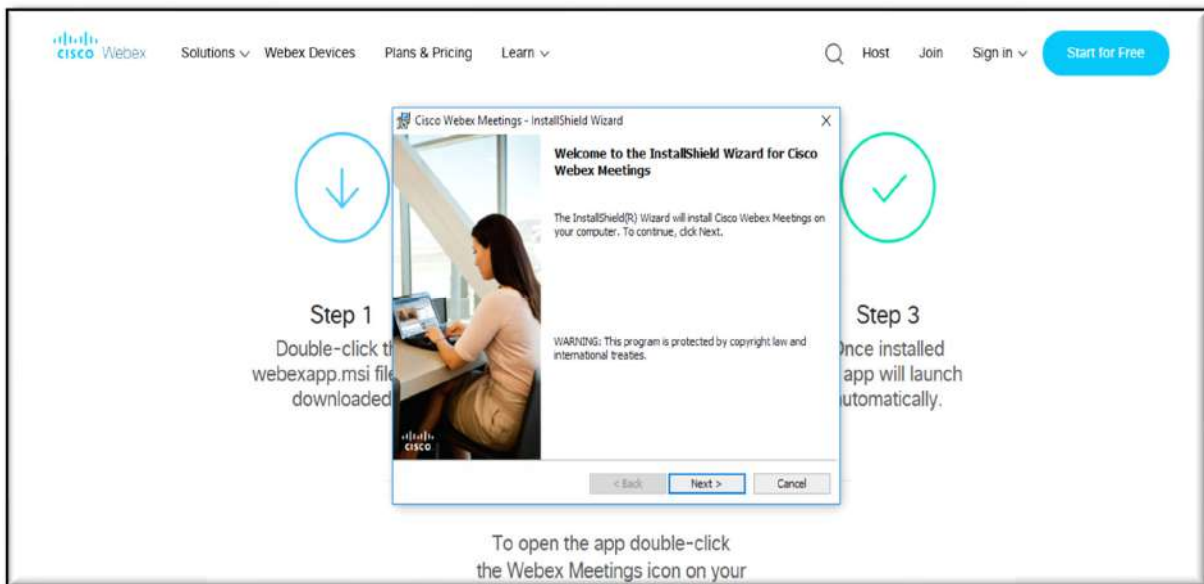 CISCO Webex Solutions Webex Devices Plans & Pricing Learn Host Join Sign in Start for Free
Cisco Webex Meetings - InstallShield Wizard
Welcome to the InstallShield Wizard for Cisco
Webex Meetings
The InstallShield(R) Wizard will install Cisco Webex Meetings on
your computer. To continue, click Next.
WARNING: This program is protected by copyright law and
international treaties.
CISCO
< Back Next > Cancel
Step 1
Double-click
webexapp.msi
downloaded
Step 3
installed
app will launch
To open the app double-click
the Webex Meetings icon on your